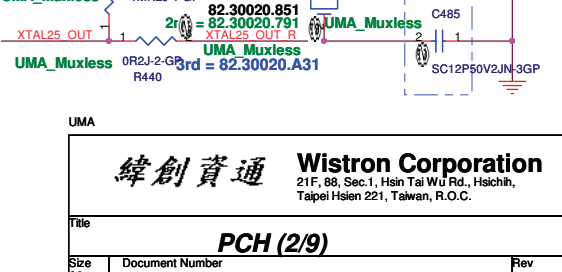 82.30020.851
C485
2nd = 82.30020.791
UMA_Muxless
XTAL25_OUT
1
2
XTAL25_OUT_R
2
1
UMA_Muxless
UMA_Muxless
0R2J-2-GP
3rd = 82.30020.A31
SC12P50V2JN-3GP
R440
UMA
緯創資通
Wistron Corporation
21F, 88, Sec.1, Hsin Tai Wu Rd., Hsichih,
Taipei Hsien 221, Taiwan, R.O.C.
Title
PCH (2/9)
Size
Document Number
Rev